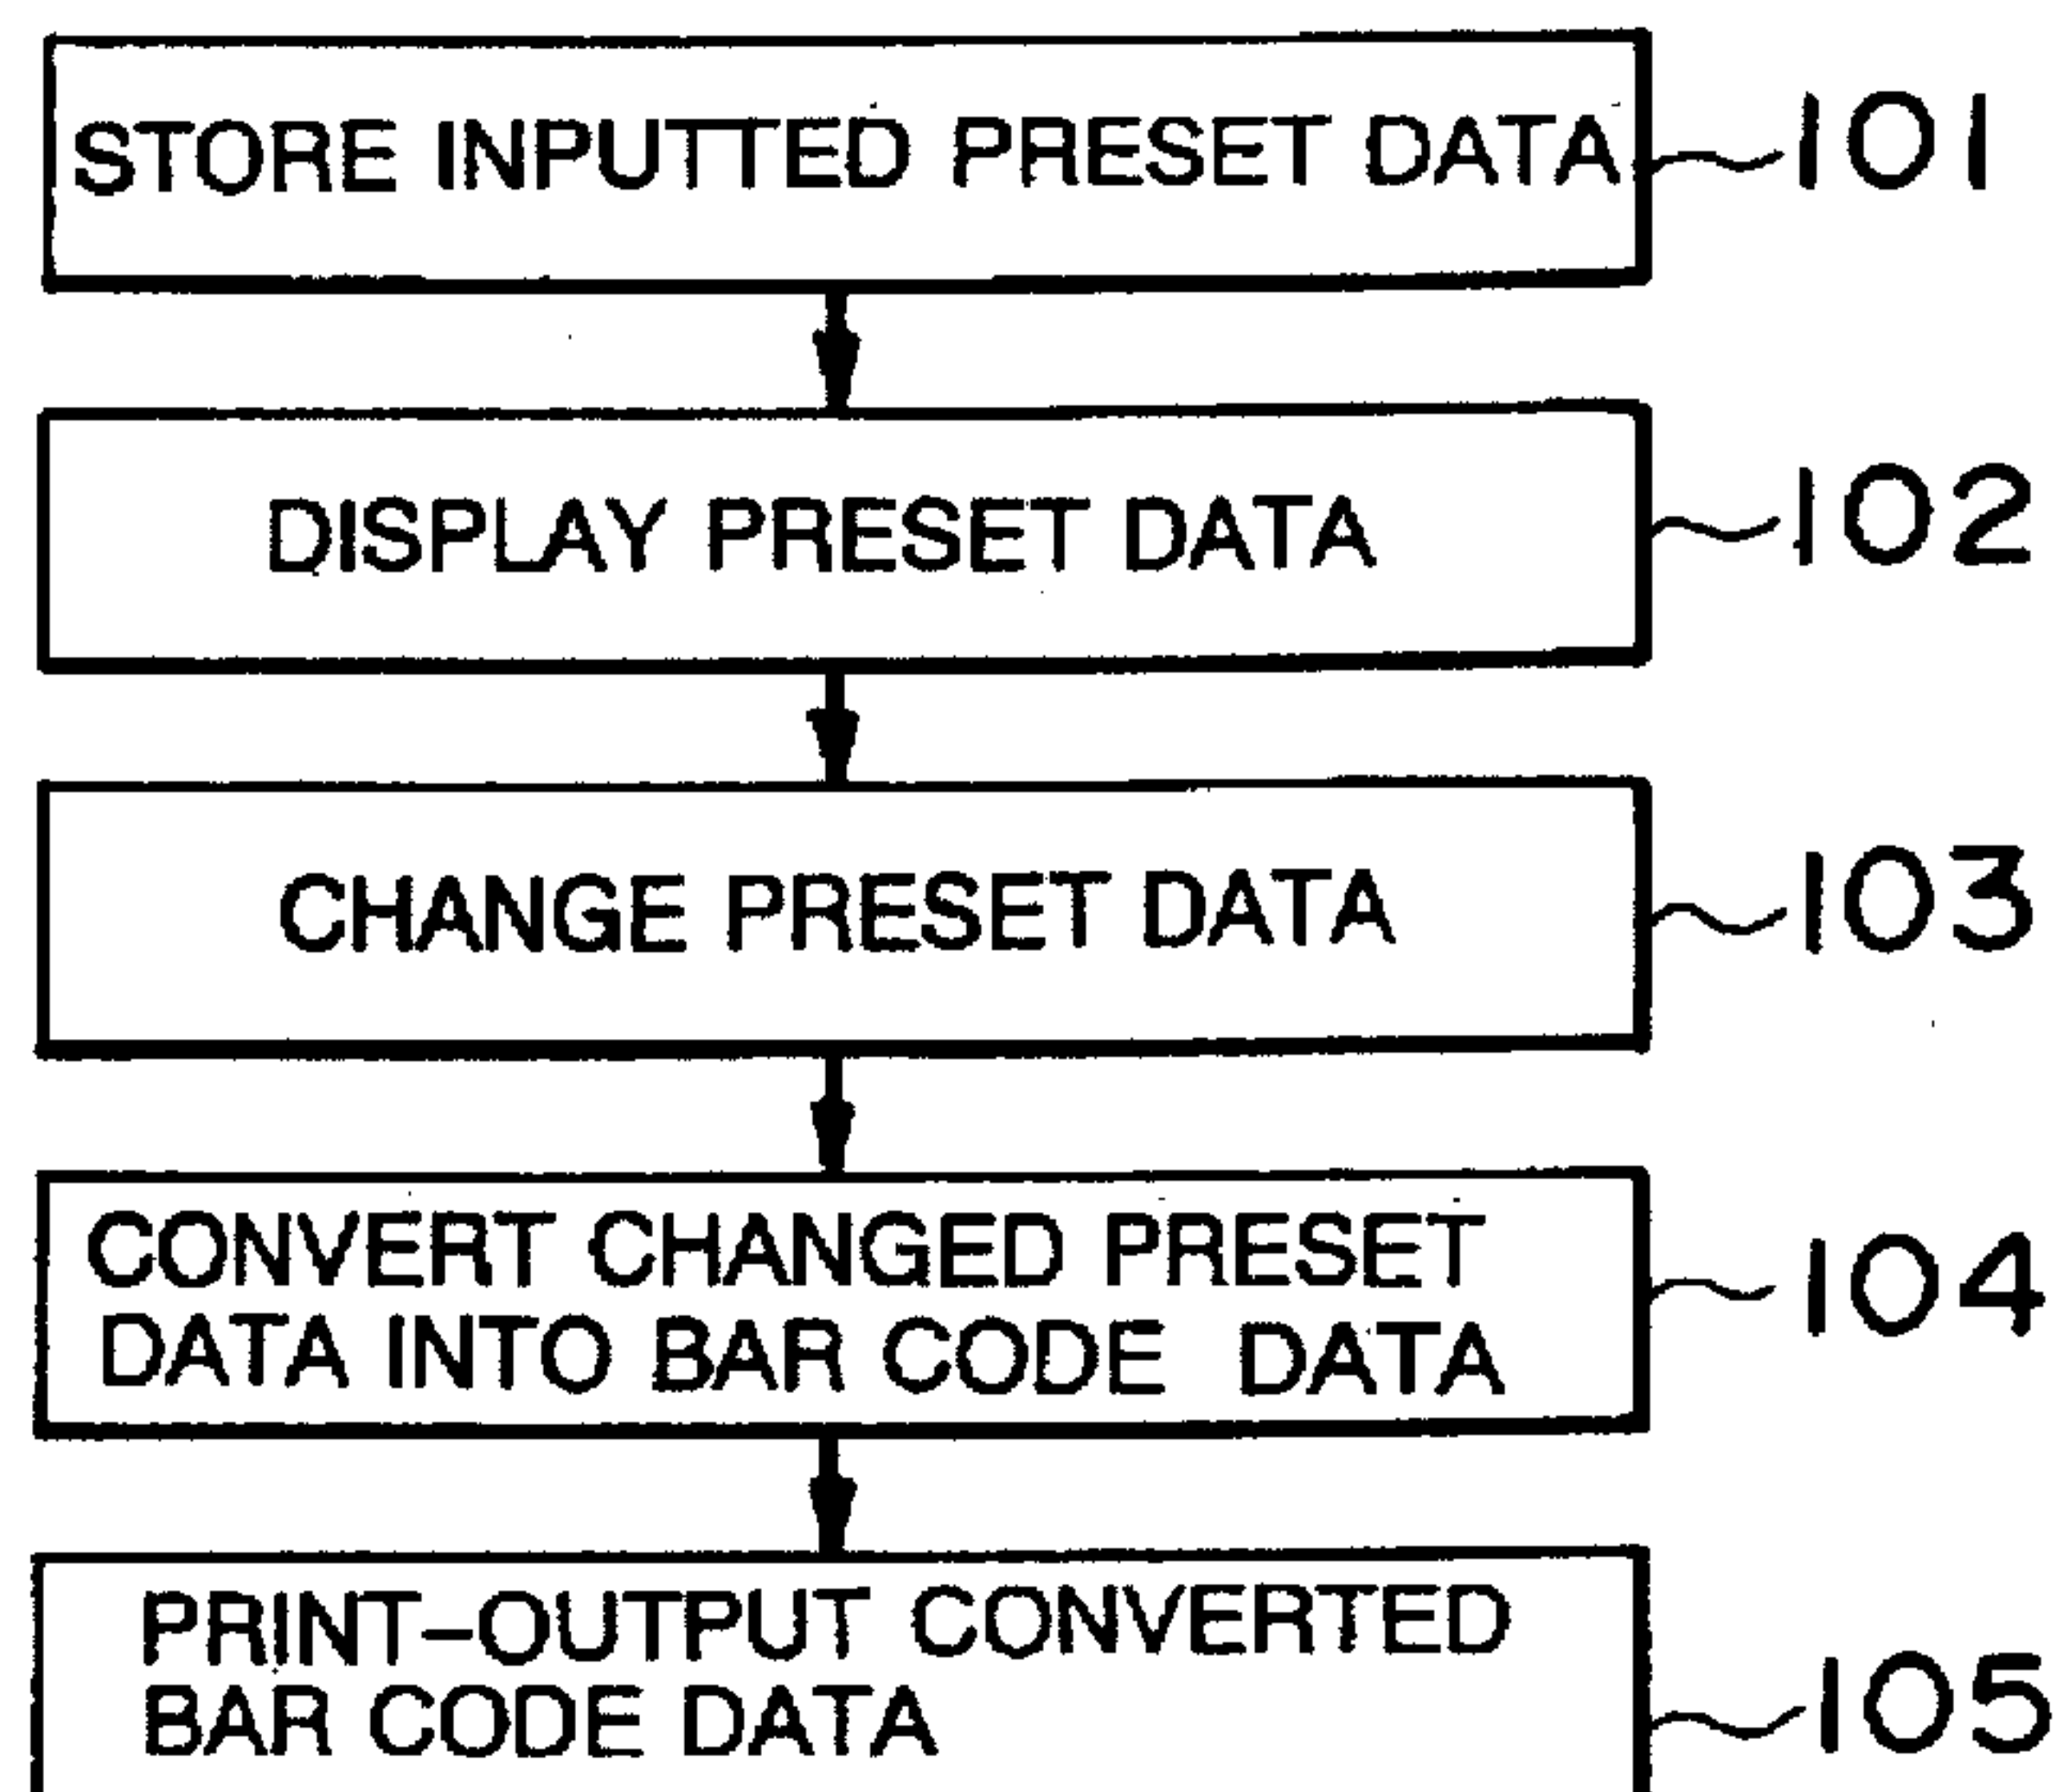 STORE INPUTTED PRESET DATA 101
DISPLAY PRESET DATA 102
CHANGE PRESET DATA 103
CONVERT CHANGED PRESET
DATA INTO BAR CODE DATA 104
PRINT-OUTPUT CONVERTED
BAR CODE DATA 105